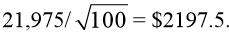 21,975/√100 = $2197.5.